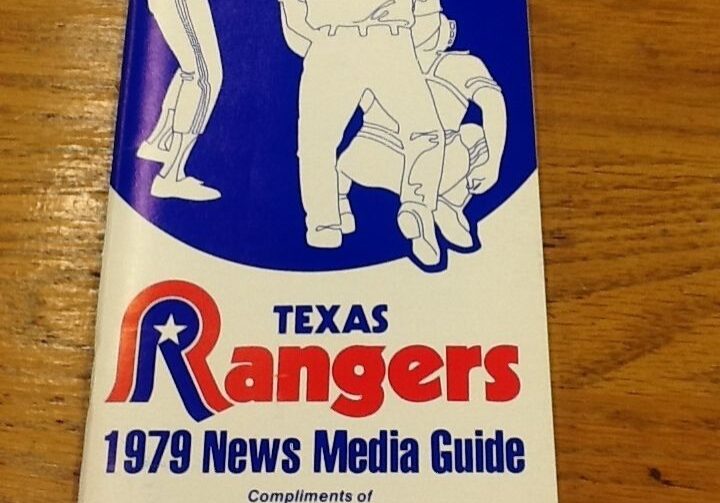 TEXAS
Rangers
1979 News Media Guide
Compliments of